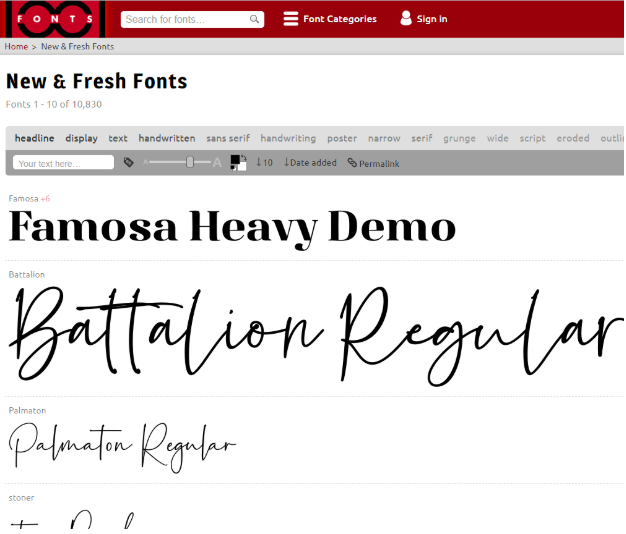 FONTS
Search for fonts…
Font Categories
Sign in
Home > New & Fresh Fonts
New & Fresh Fonts
Fonts 1 - 10 of 10,830
headline display text handwritten sans serif handwriting poster narrow serif grunge wide script eroded outli
Your text here… A A ↓10 ↓Date added Permalink
Famosa +6
Famosa Heavy Demo
Battalion
Battalion Regular
Palmaton
Palmaton Regular
stoner